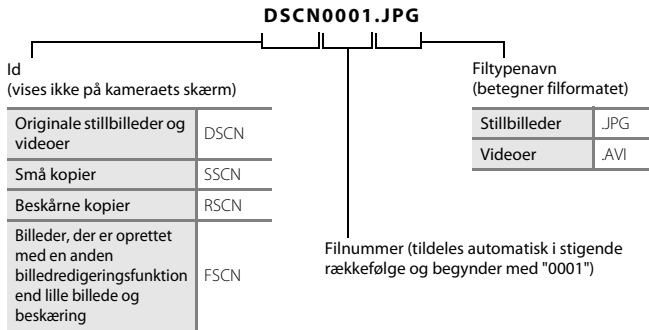 DSCN0001.JPG
Id
(vises ikke på kameraets skærm)
Originale stillbilleder og
videoer
DSCN
Små kopier
SSCN
Beskårne kopier
RSCN
Billeder, der er oprettet
med en anden
billedredigeringsfunktion
end lille billede og
beskæring
FSCN
Filnummer (tildeles automatisk i stigende
rækkefølge og begynder med "0001")
Filtypenavn
(betegner filformatet)
Stillbilleder
.JPG
Videoer
.AVI